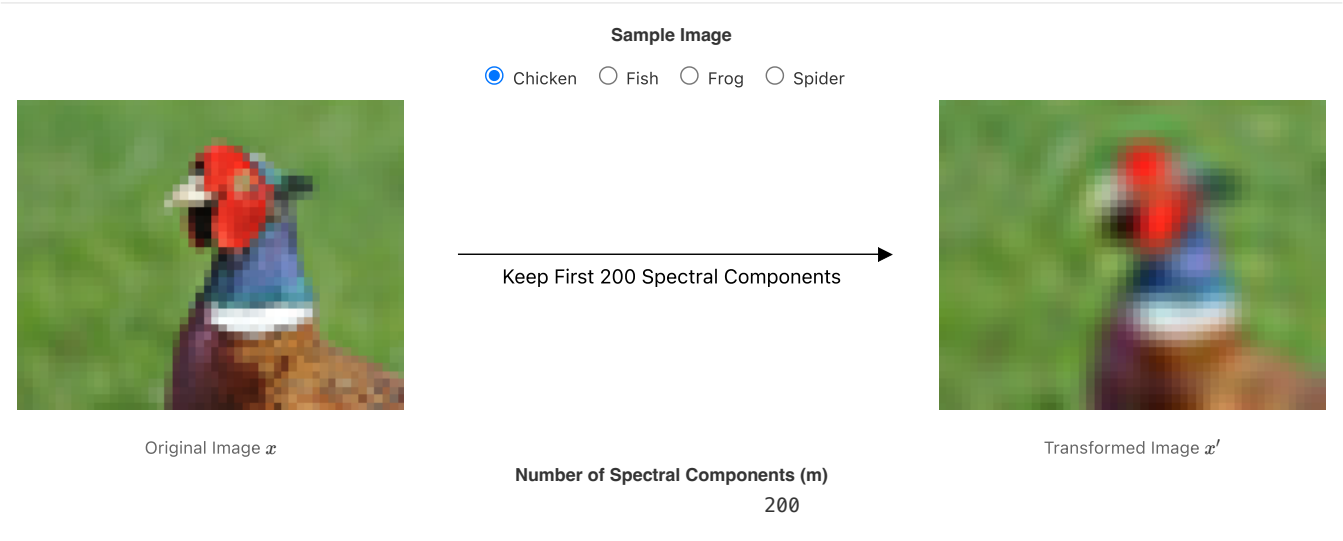 Sample Image
Chicken Fish Frog Spider
Keep First 200 Spectral Components
Original Image x
Transformed Image x′
Number of Spectral Components (m)
200